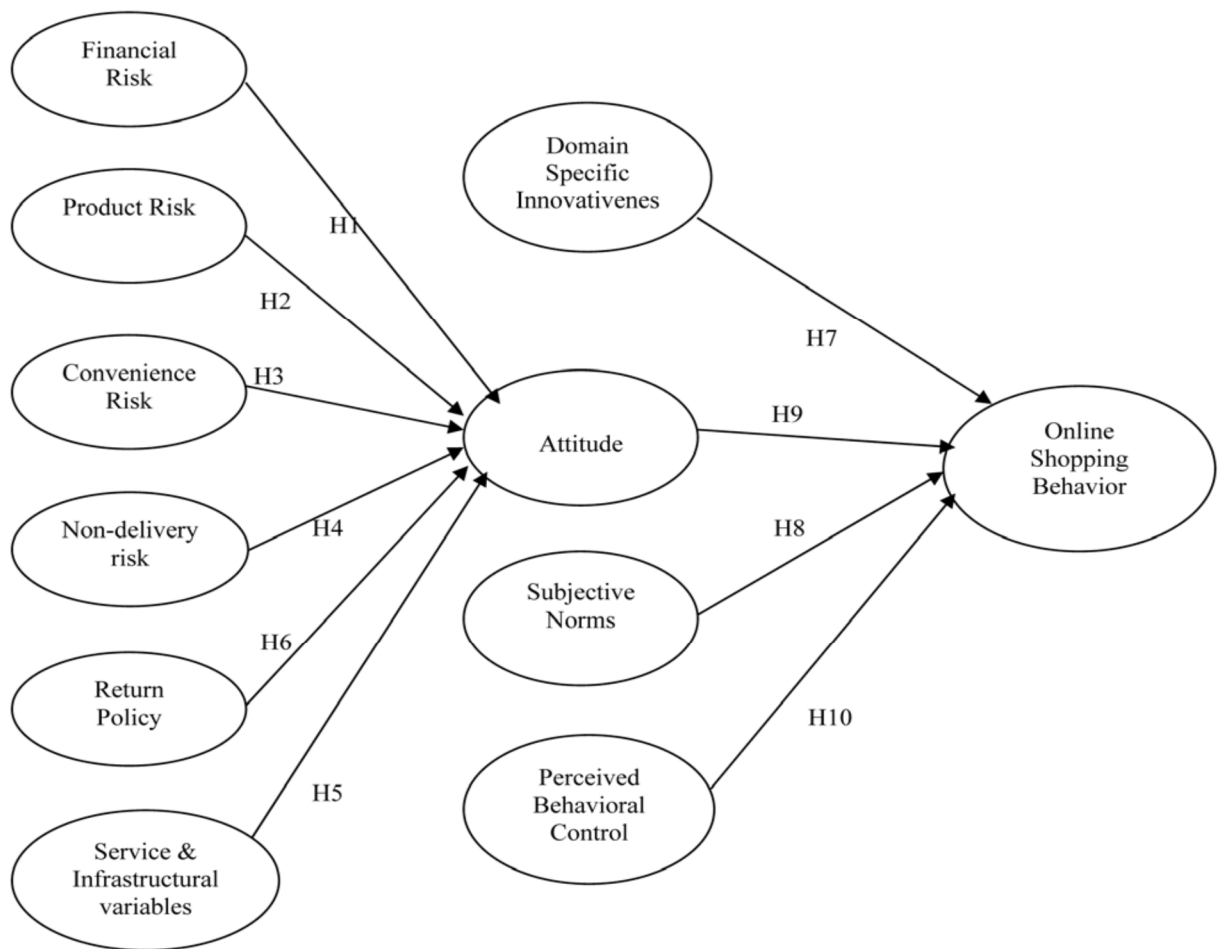 Financial
Risk
Product Risk
Convenience
Risk
Non-delivery
risk
Return
Policy
Service &
Infrastructural
variables
H1
H2
H3
H4
H6
H5
Domain
Specific
Innovativenes
Attitude
Subjective
Norms
Perceived
Behavioral
Control
H7
H9
H8
H10
Online
Shopping
Behavior